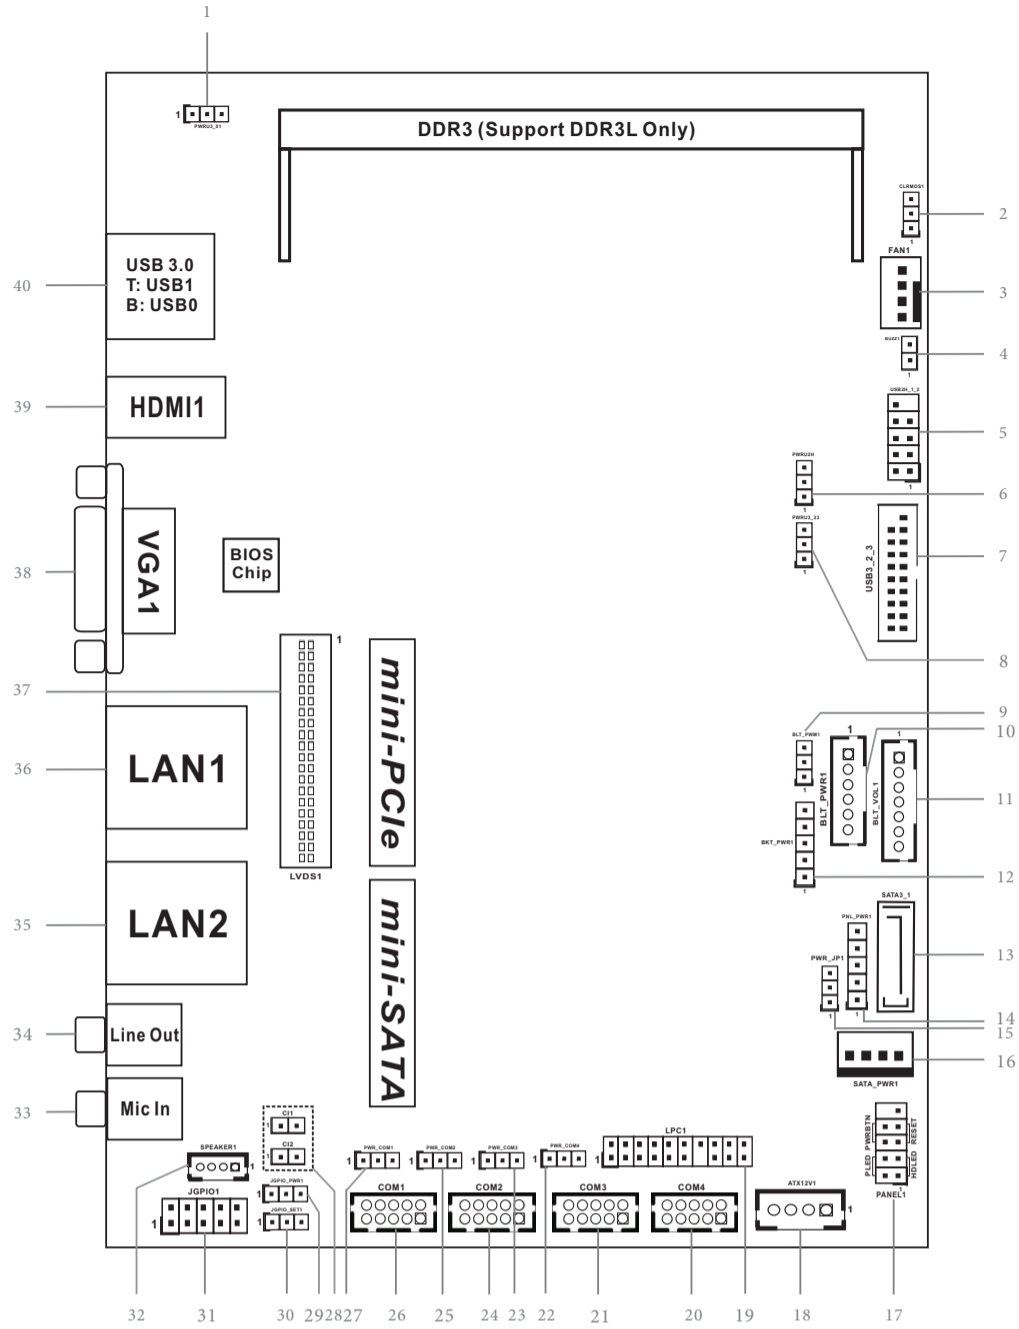 1
1
PWRU3_01
DDR3 (Support DDR3L Only)
CLRMOS1
1
2
FAN1
3
USB 3.0
T: USB1
B: USB0
40
BUZZ1
1
4
HDMI1
39
USB2H_1_2
1
5
PWRU2H
1
6
PWRU3_23
1
USB3_2_3
7
8
VGA1
38
BIOS
Chip
37
1
LVDS1
mini-PCIe
mini-SATA
9
BLT_PWM1
1
10
1
BLT_PWR1
1
BLT_VOL1
11
BKT_PWR1
1
12
LAN1
36
LAN2
35
SATA3_1
13
PNL_PWR1
1
14
PWR_JP1
1
15
SATA_PWR1
16
Line Out
34
Mic In
33
CI1
1
CI2
1
SPEAKER1
1
JGPIO_PWR1
1
JGPIO1
1
JGPIO_SET1
1
PWR_COM1
1
1
PWR_COM3
1
PWR_COM4
1
LPC1
1
COM1
COM2
COM3
COM4
ATX12V1
1
PLED PWRBTN
HDLED RESET
1
PANEL1
32 31 30 29 28 27 26 25 24 23 22 21 20 19 18 17